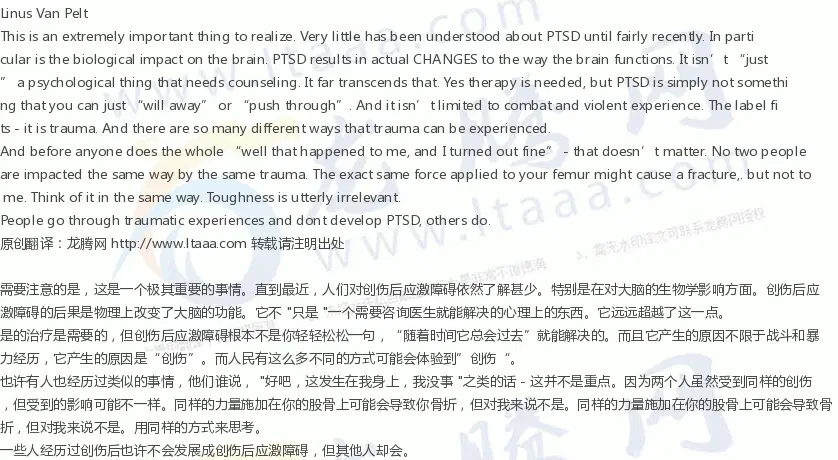 Linus Van Pelt
This is an extremely important thing to realize. Very little has been understood about PTSD until fairly recently. In parti
cular is the biological impact on the brain. PTSD results in actual CHANGES to the way the brain functions. It isn’t “just
” a psychological thing that needs counseling. It far transcends that. Yes therapy is needed, but PTSD is simply not somethi
ng that you can just “will away” or “push through”. And it isn’t limited to combat and violent experience. The label fi
ts - it is trauma. And there are so many different ways that trauma can be experienced.
And before anyone does the whole “well that happened to me, and I turned out fine” - that doesn’t matter. No two people
are impacted the same way by the same trauma. The exact same force applied to your femur might cause a fracture,. but not to
me. Think of it in the same way. Toughness is utterly irrelevant.
People go through traumatic experiences and dont develop PTSD, others do.
原创翻译：龙腾网 http://www.ltaaa.com 转载请注明出处
需要注意的是，这是一个极其重要的事情。直到最近，人们对创伤后应激障碍依然了解甚少。特别是在对大脑的生物学影响方面。创伤后应
激障碍的后果是物理上改变了大脑的功能。它不 "只是 "一个需要咨询医生就能解决的心理上的东西。它远远超越了这一点。
是的治疗是需要的，但创伤后应激障碍根本不是你轻轻松松一句，“随着时间它总会过去”就能解决的。而且它产生的原因不限于战斗和暴
力经历，它产生的原因是“创伤”。而人民有这么多不同的方式可能会体验到”创伤“。
也许有人也经历过类似的事情，他们谁说，"好吧，这发生在我身上，我没事 "之类的话 - 这并不是重点。因为两个人虽然受到同样的创伤
，但受到的影响可能不一样。同样的力量施加在你的股骨上可能会导致你骨折，但对我来说不是。同样的力量施加在你的股骨上可能会导致骨
折，但对我来说不是。用同样的方式来思考。
一些人经历过创伤后也许不会发展成创伤后应激障碍，但其他人却会。
龙腾网
www.ltaaa.com